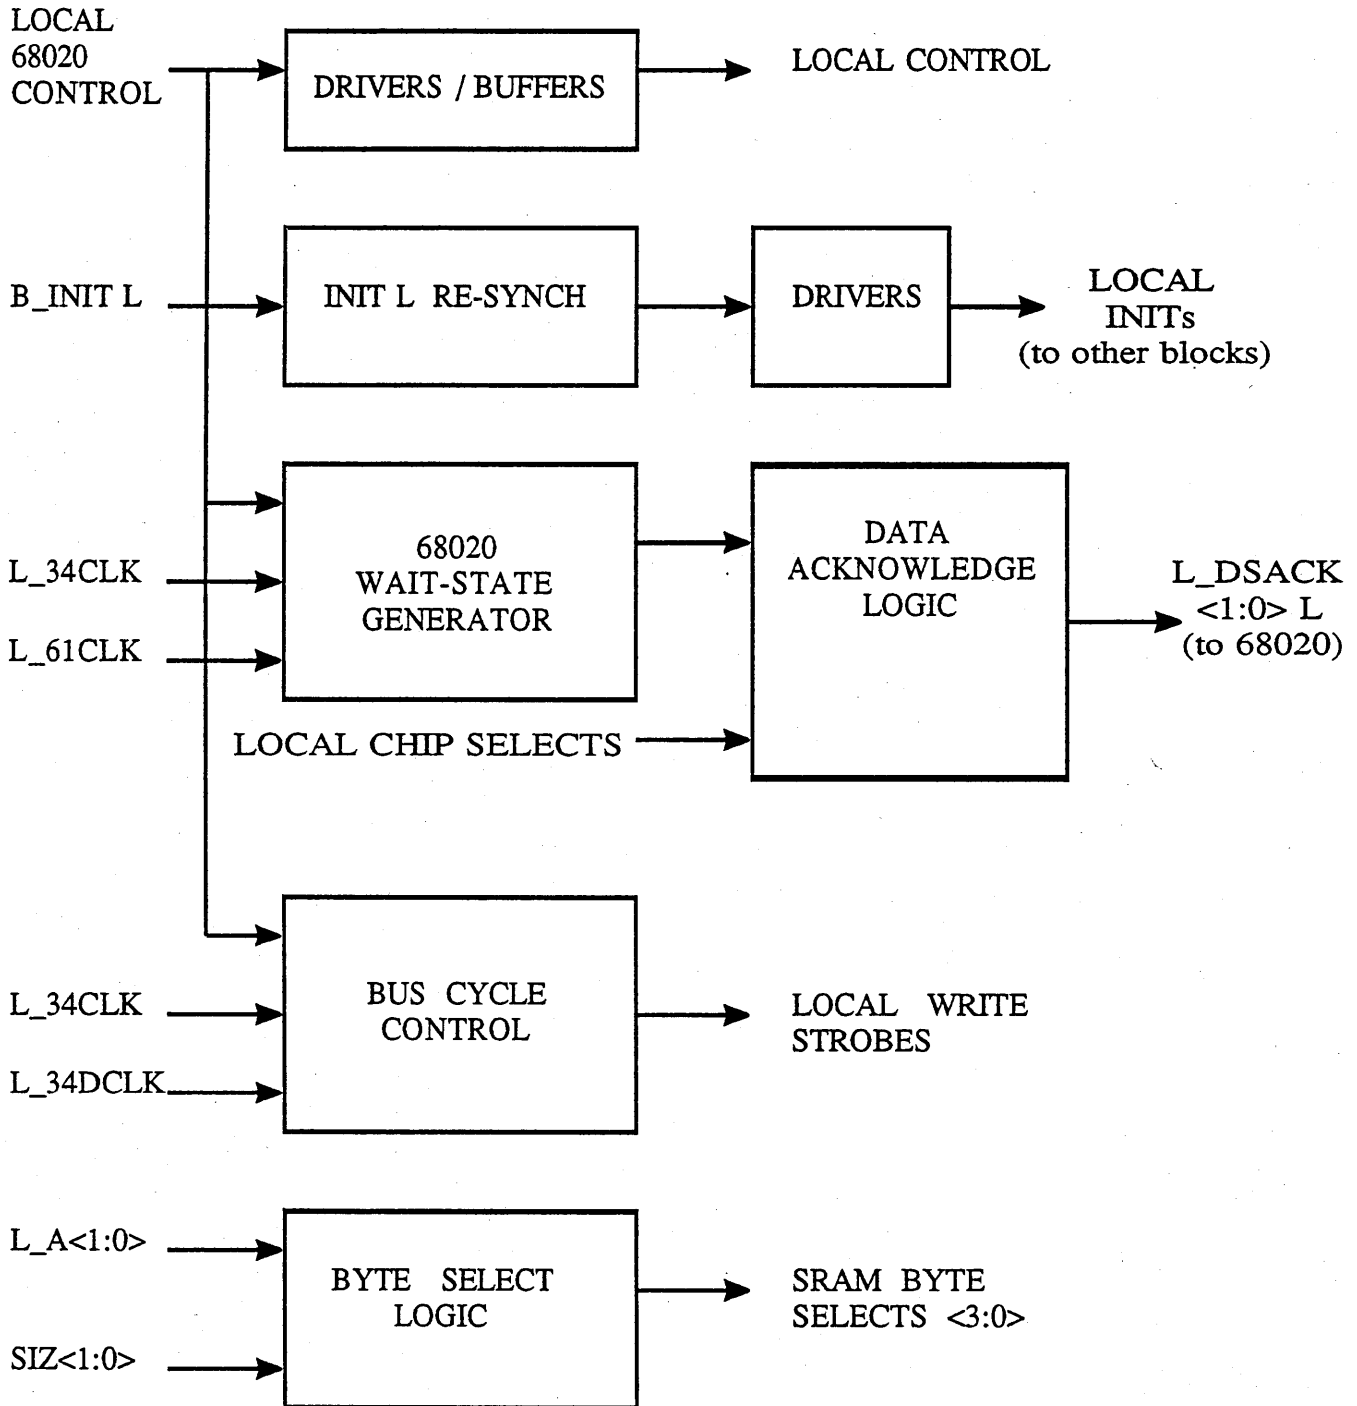 LOCAL
68020
CONTROL
DRIVERS / BUFFERS
LOCAL CONTROL
B_INIT L
INIT L RE-SYNCH
DRIVERS
LOCAL
INITs
(to other blocks)
L_34CLK
L_61CLK
68020
WAIT-STATE
GENERATOR
DATA
ACKNOWLEDGE
LOGIC
L_DSACK
<1:0> L
(to 68020)
LOCAL CHIP SELECTS
L_34CLK
L_34DCLK
BUS CYCLE
CONTROL
LOCAL WRITE
STROBES
L_A<1:0>
SIZ<1:0>
BYTE SELECT
LOGIC
SRAM BYTE
SELECTS <3:0>